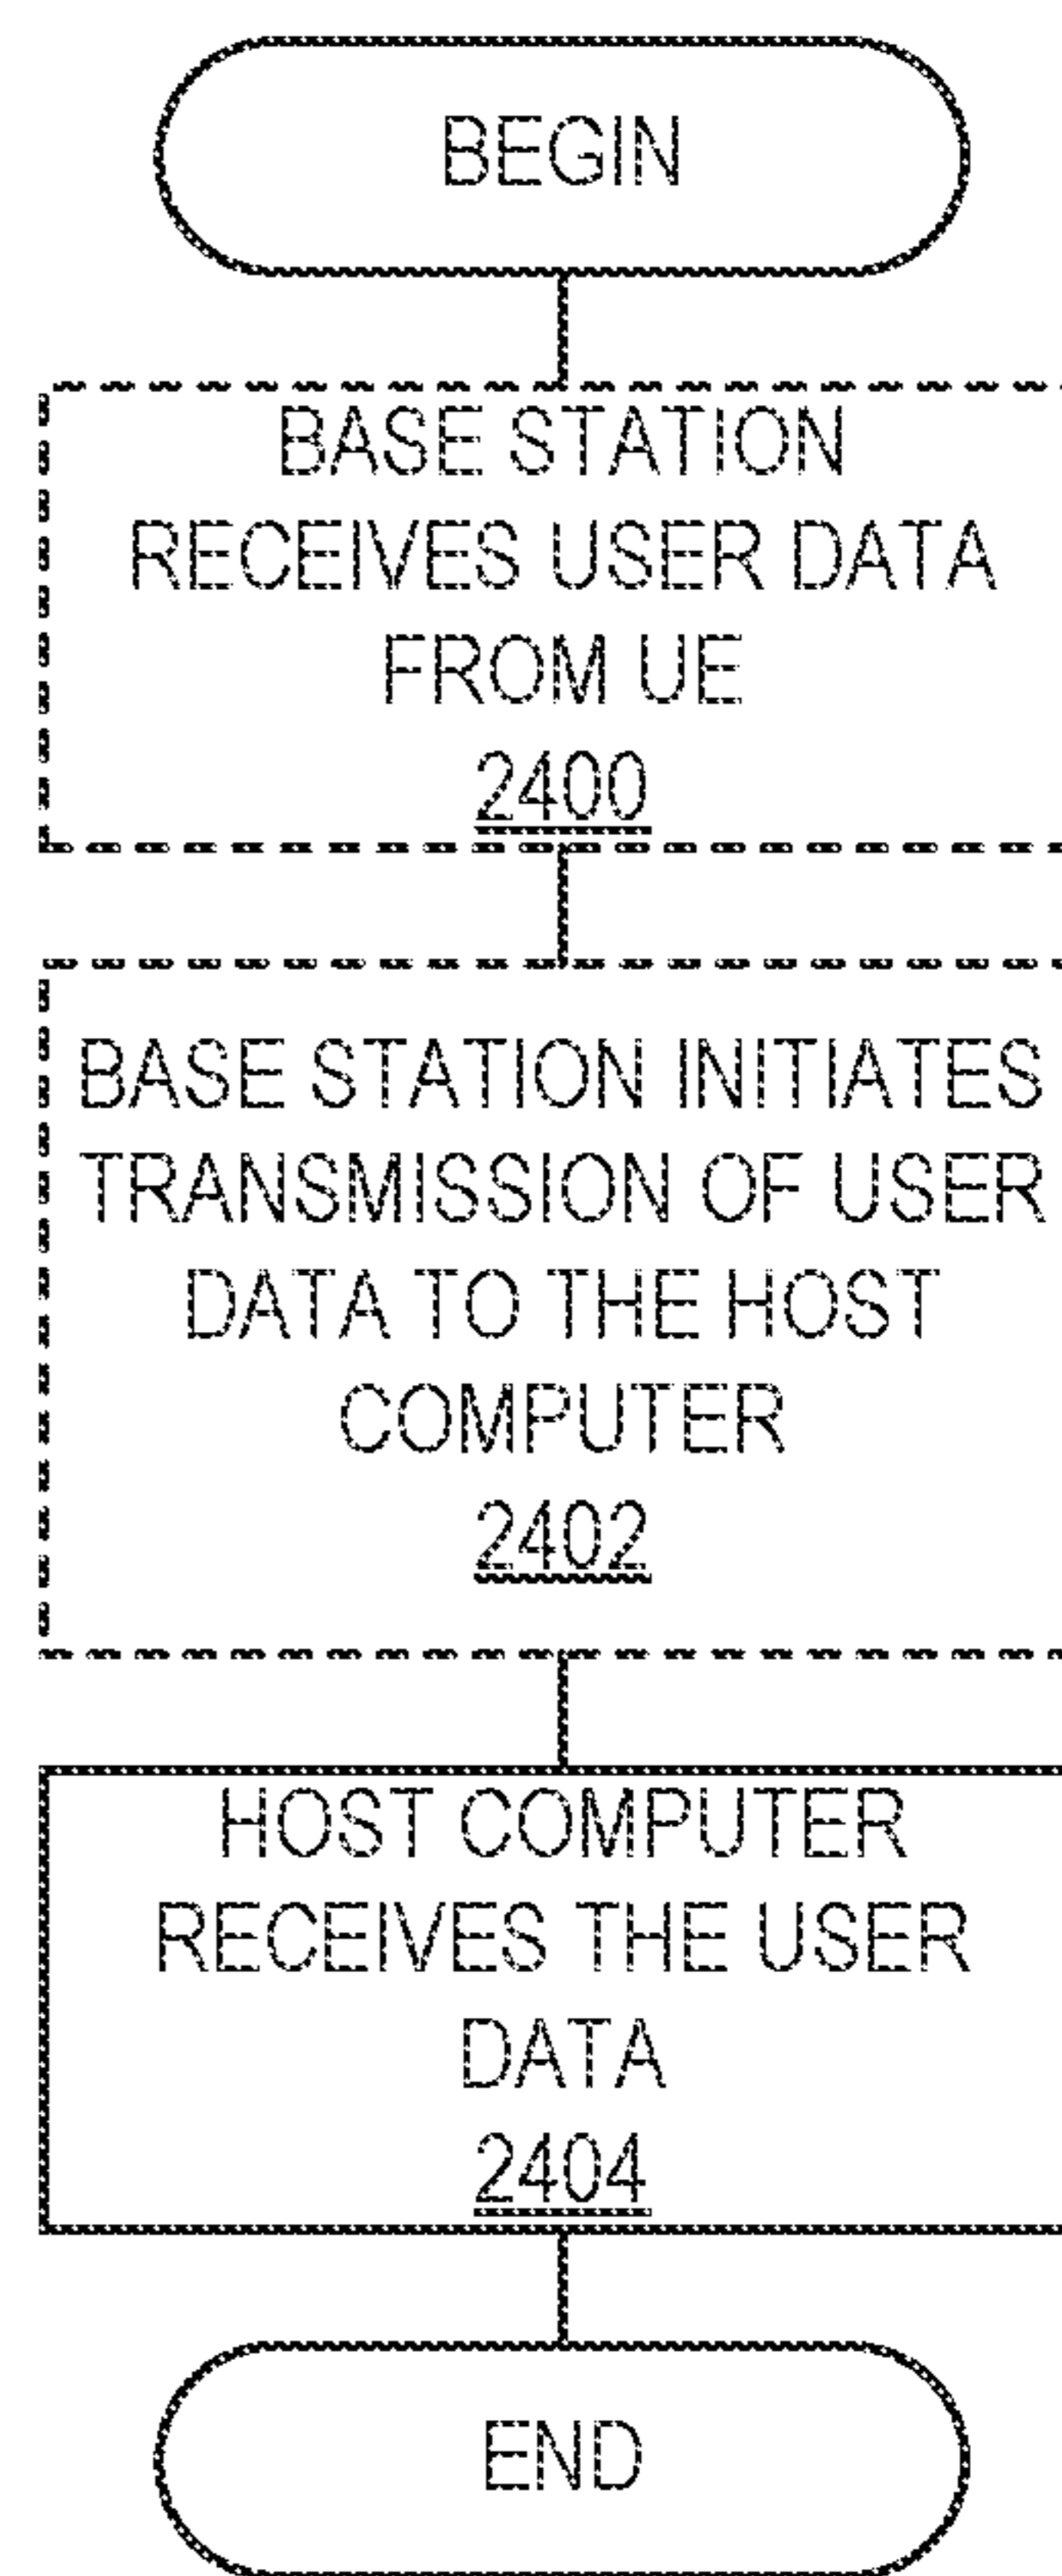 BEGIN
BASE STATION
RECEIVES USER DATA
FROM UE
2400
BASE STATION INITIATES
TRANSMISSION OF USER
DATA TO THE HOST
COMPUTER
2402
HOST COMPUTER
RECEIVES THE USER
DATA
2404
END